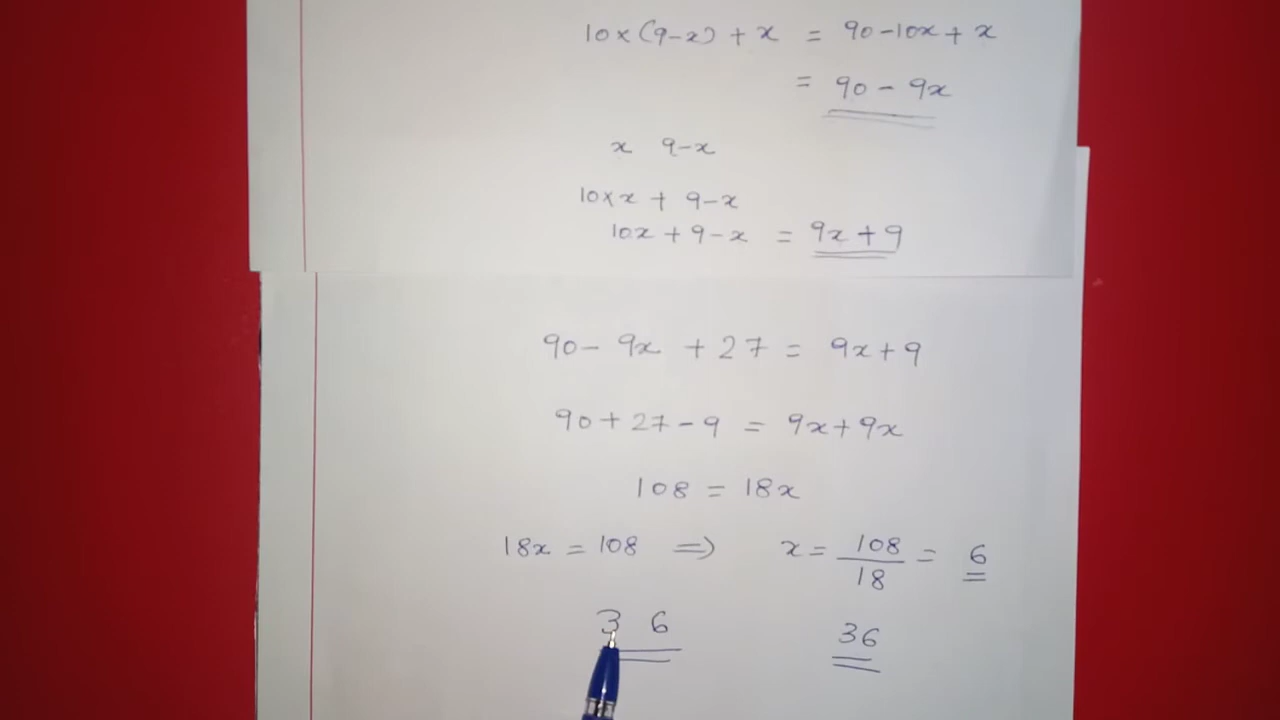 10×(9-x) + x = 90-10x + x
= 90 - 9x
x 9-x
10×x + 9-x
10x + 9-x = 9x+9
90- 9x +27 = 9x+9
90+27-9 = 9x+9x
108 = 18x
18x = 108 ⇒ x = 108/18 = 6
3 6 36